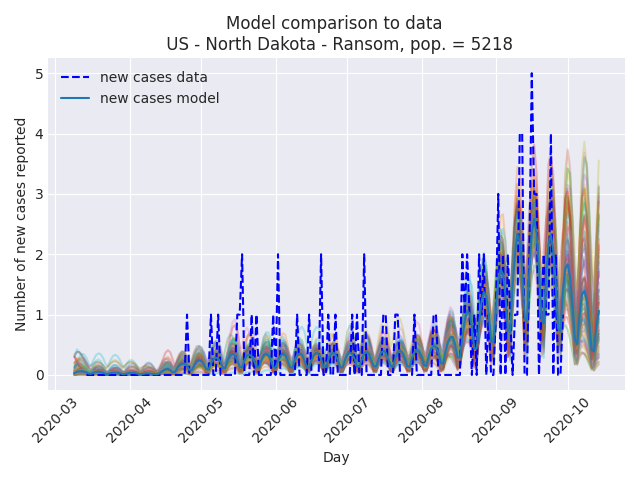 Model comparison to data
US - North Dakota - Ransom, pop. = 5218
new cases data
new cases model
Number of new cases reported
5
4
3
2
1
0
2020-03
2020-04
2020-05
2020-06
2020-07
2020-08
2020-09
2020-10
Day